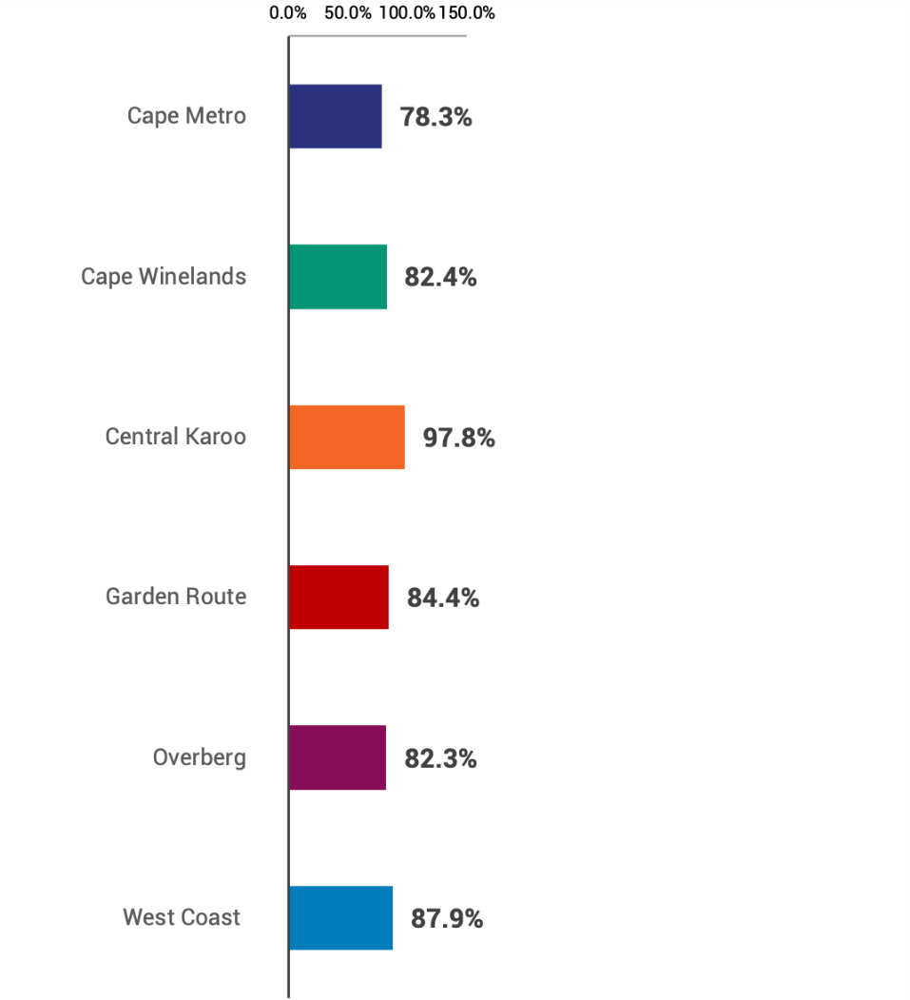 0.0% 50.0% 100.0% 150.0%
Cape Metro 78.3%
Cape Winelands 82.4%
Central Karoo 97.8%
Garden Route 84.4%
Overberg 82.3%
West Coast 87.9%